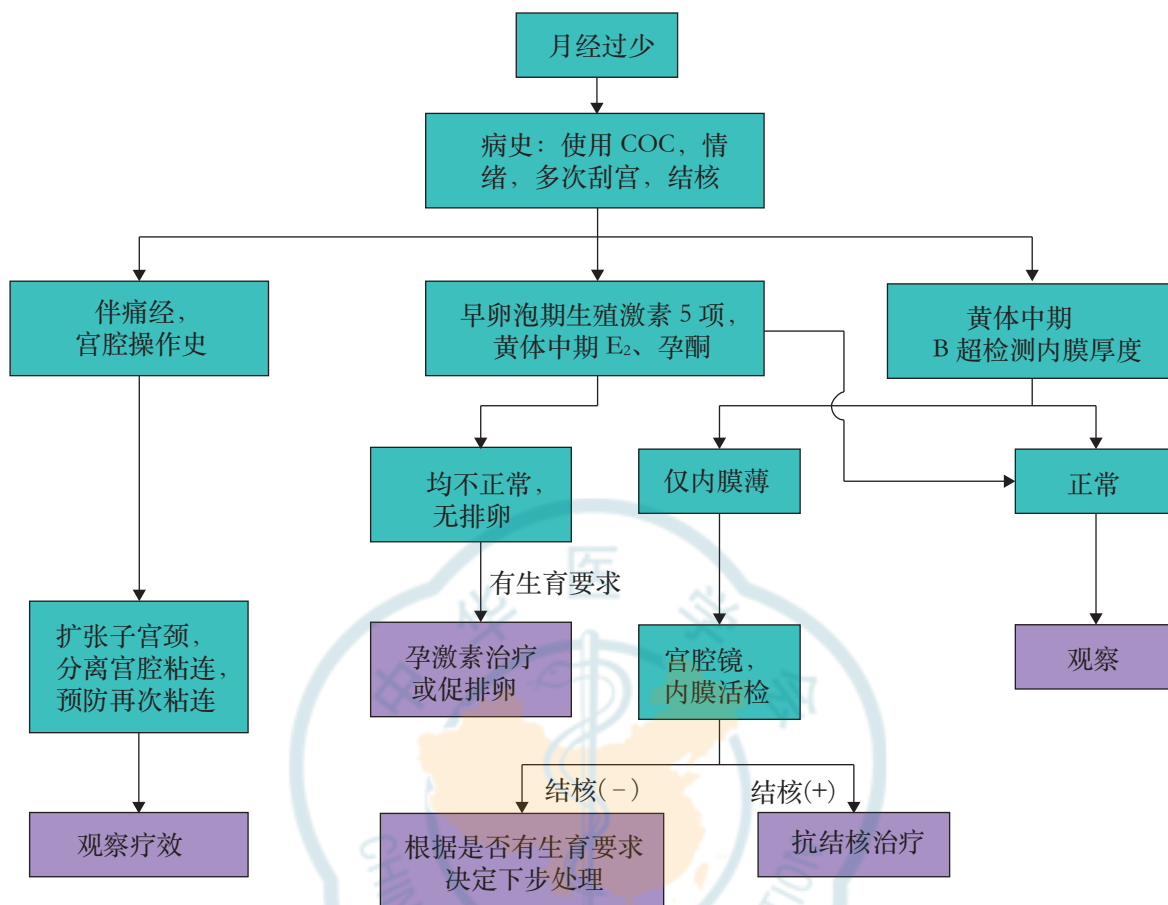 月经过少
病史：使用 COC，情
绪，多次刮宫，结核
伴痛经，
宫腔操作史
早卵泡期生殖激素 5 项，
黄体中期 E₂、孕酮
黄体中期
B 超检测内膜厚度
均不正常，
无排卵
仅内膜薄
正常
有生育要求
扩张子宫颈，
分离宫腔粘连，
预防再次粘连
孕激素治疗
或促排卵
宫腔镜，
内膜活检
观察
结核(－)
结核(+)
观察疗效
根据是否有生育要求
决定下步处理
抗结核治疗
中华医学会